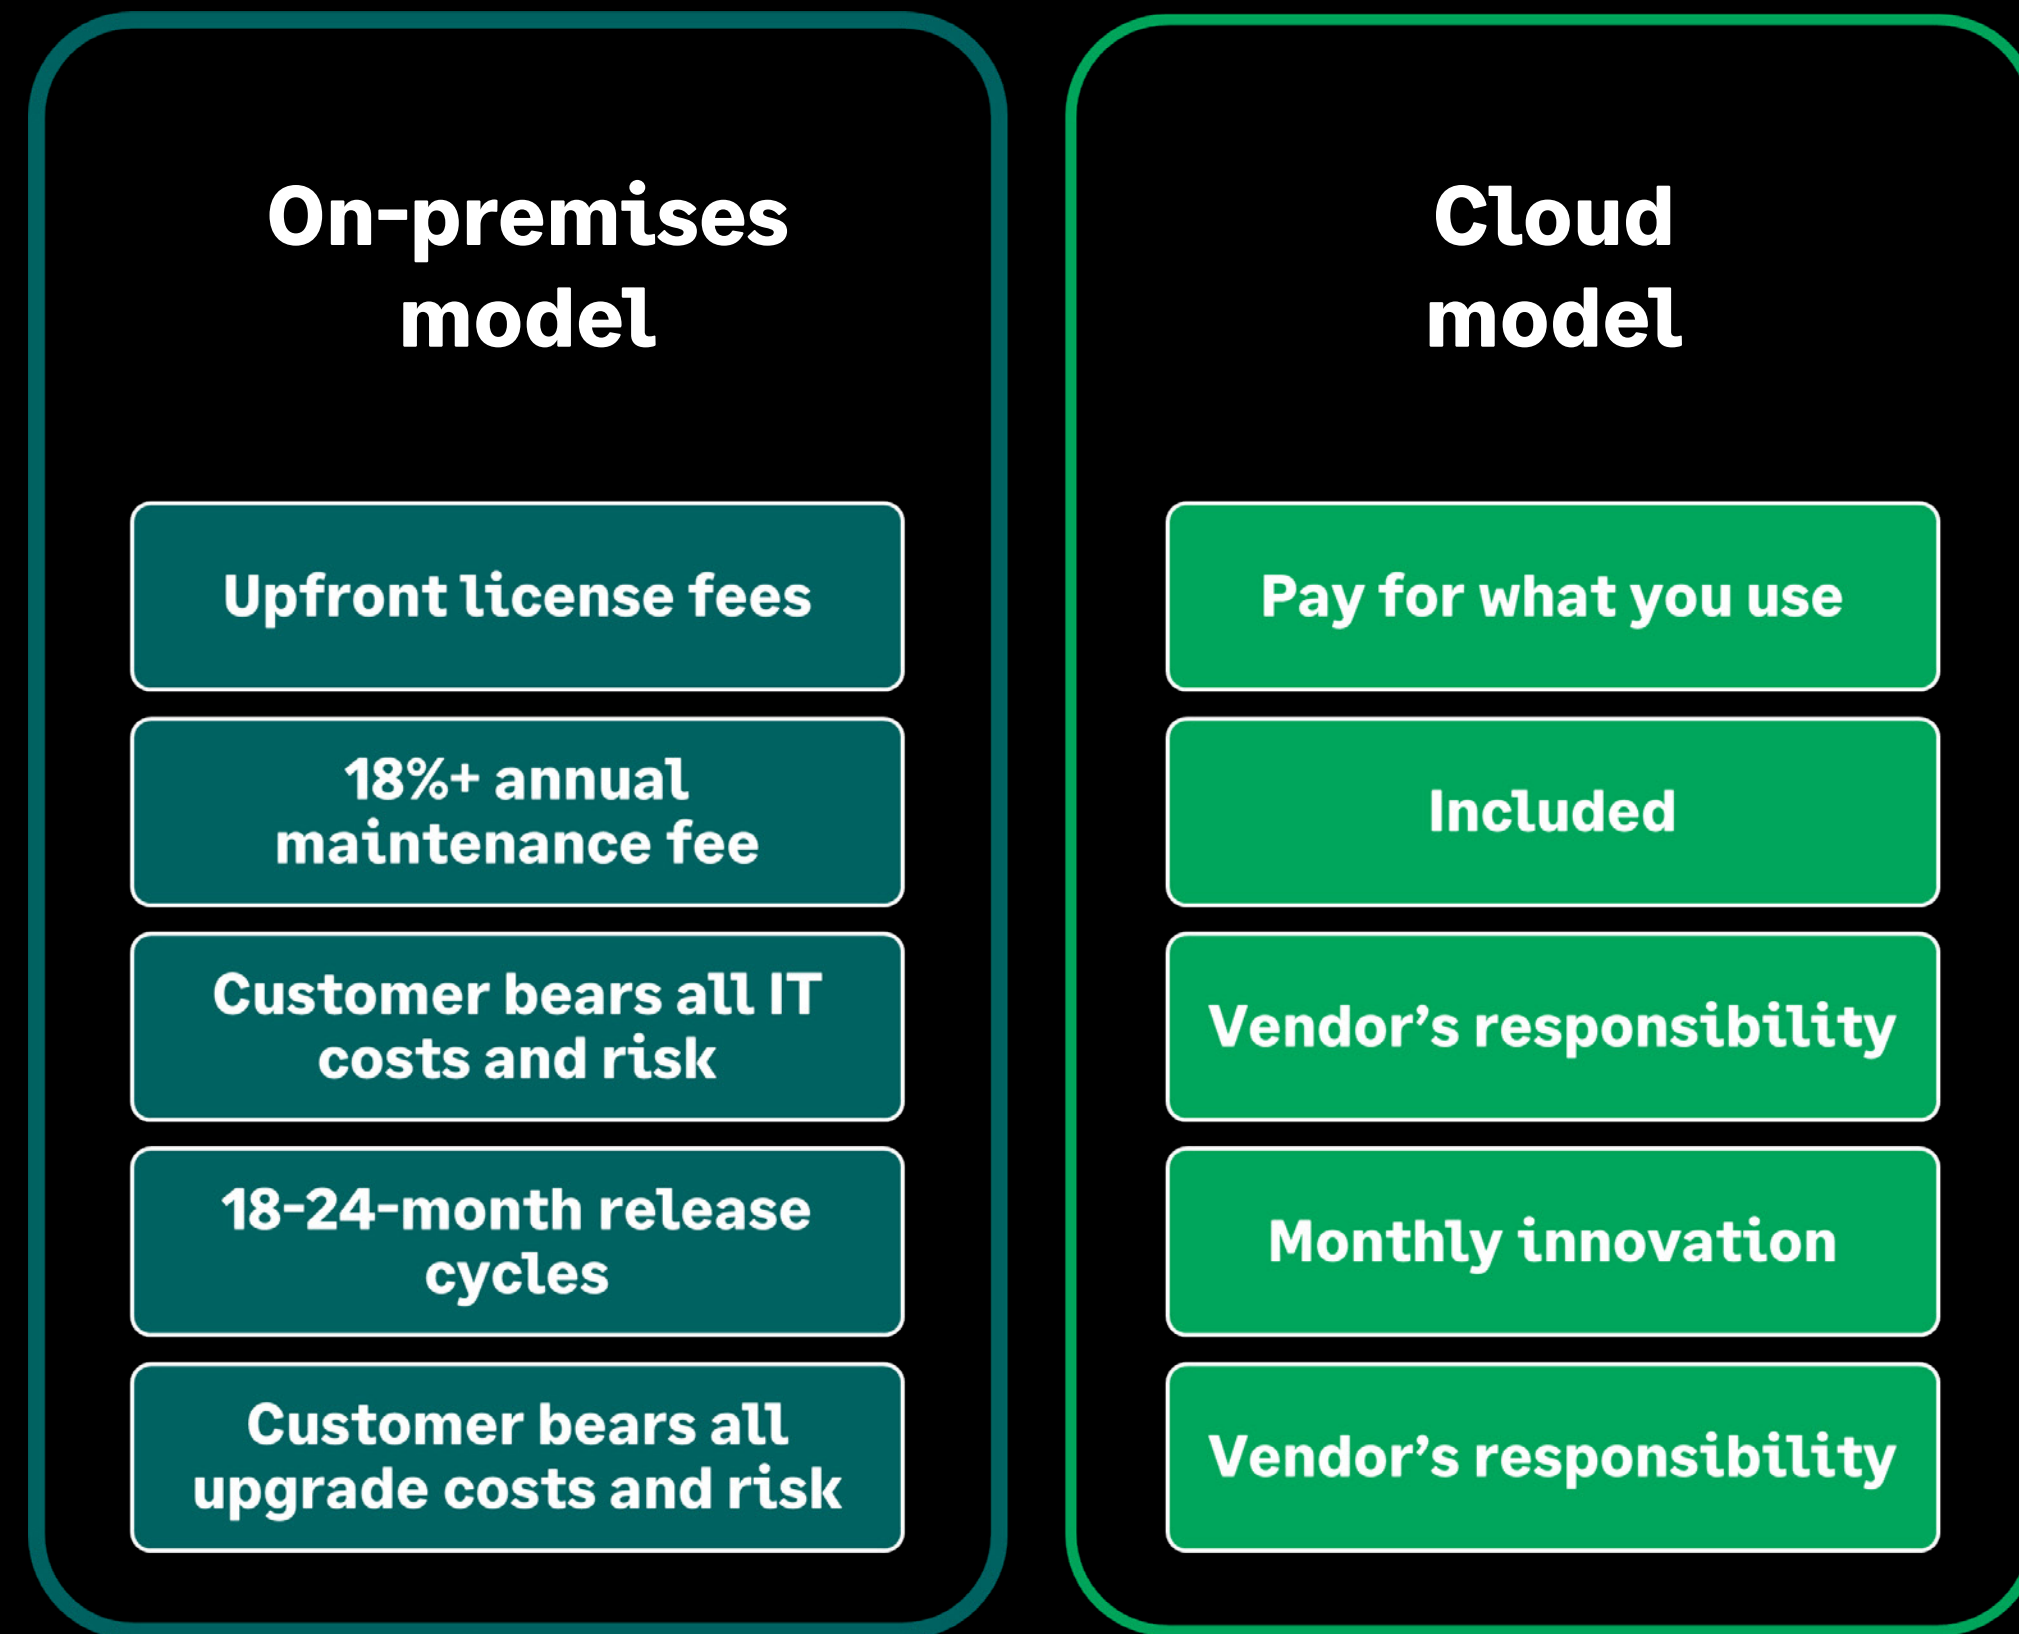 On-premises
model
Upfront license fees
18%+ annual
maintenance fee
Customer bears all IT
costs and risk
18-24-month release
cycles
Customer bears all
upgrade costs and risk
Cloud
model
Pay for what you use
Included
Vendor’s responsibility
Monthly innovation
Vendor’s responsibility